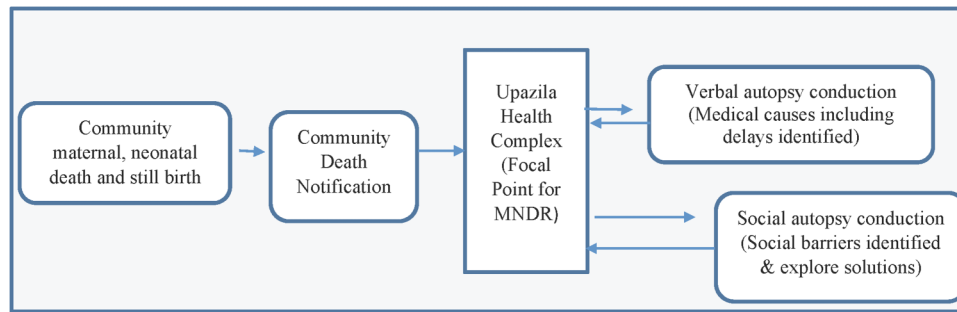 Community
maternal, neonatal
death and still birth
Community
Death
Notification
Upazila
Health
Complex
(Focal
Point for
MNDR)
Verbal autopsy conduction
(Medical causes including
delays identified)
Social autopsy conduction
(Social barriers identified
& explore solutions)